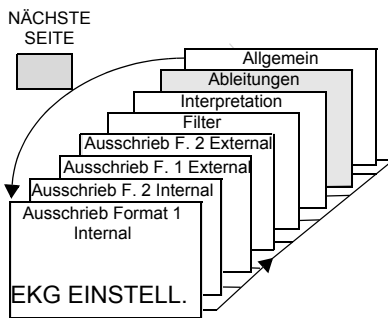 NÄCHSTE
SEITE
Allgemein
Ableitungen
Interpretation
Filter
Ausschrieb F. 2 External
Ausschrieb F. 1 External
Ausschrieb F. 2 Internal
Ausschrieb Format 1
Internal
EKG EINSTELL.